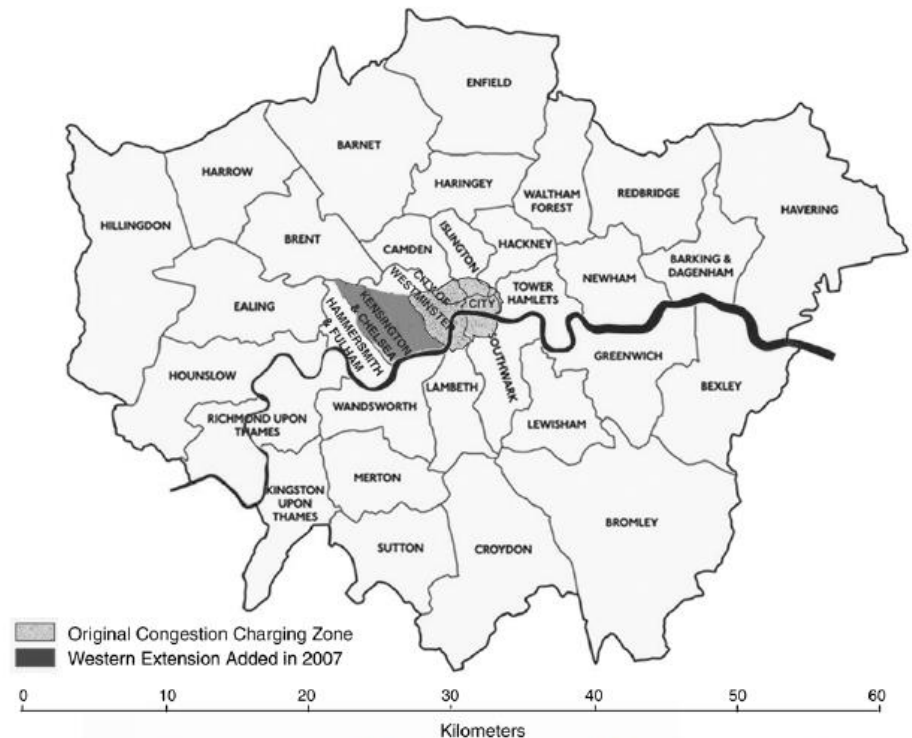 ENFIELD
BARNET
HARROW
HARINGEY
WALTHAM
FOREST
REDBRIDGE
HAVERING
HILLINGDON
BRENT
CAMDEN
ISLINGTON
HACKNEY
BARKING &
DAGENHAM
NEWHAM
TOWER
HAMLETS
CITY OF
WESTMINSTER
CITY
EALING
KENSINGTON
& CHELSEA
HAMMERSMITH
& FULHAM
SOUTHWARK
GREENWICH
HOUNSLOW
BEXLEY
LAMBETH
WANDSWORTH
RICHMOND UPON
THAMES
LEWISHAM
MERTON
KINGSTON
UPON
THAMES
BROMLEY
SUTTON
CROYDON
Original Congestion Charging Zone
Western Extension Added in 2007
0 10 20 30 40 50 60
Kilometers